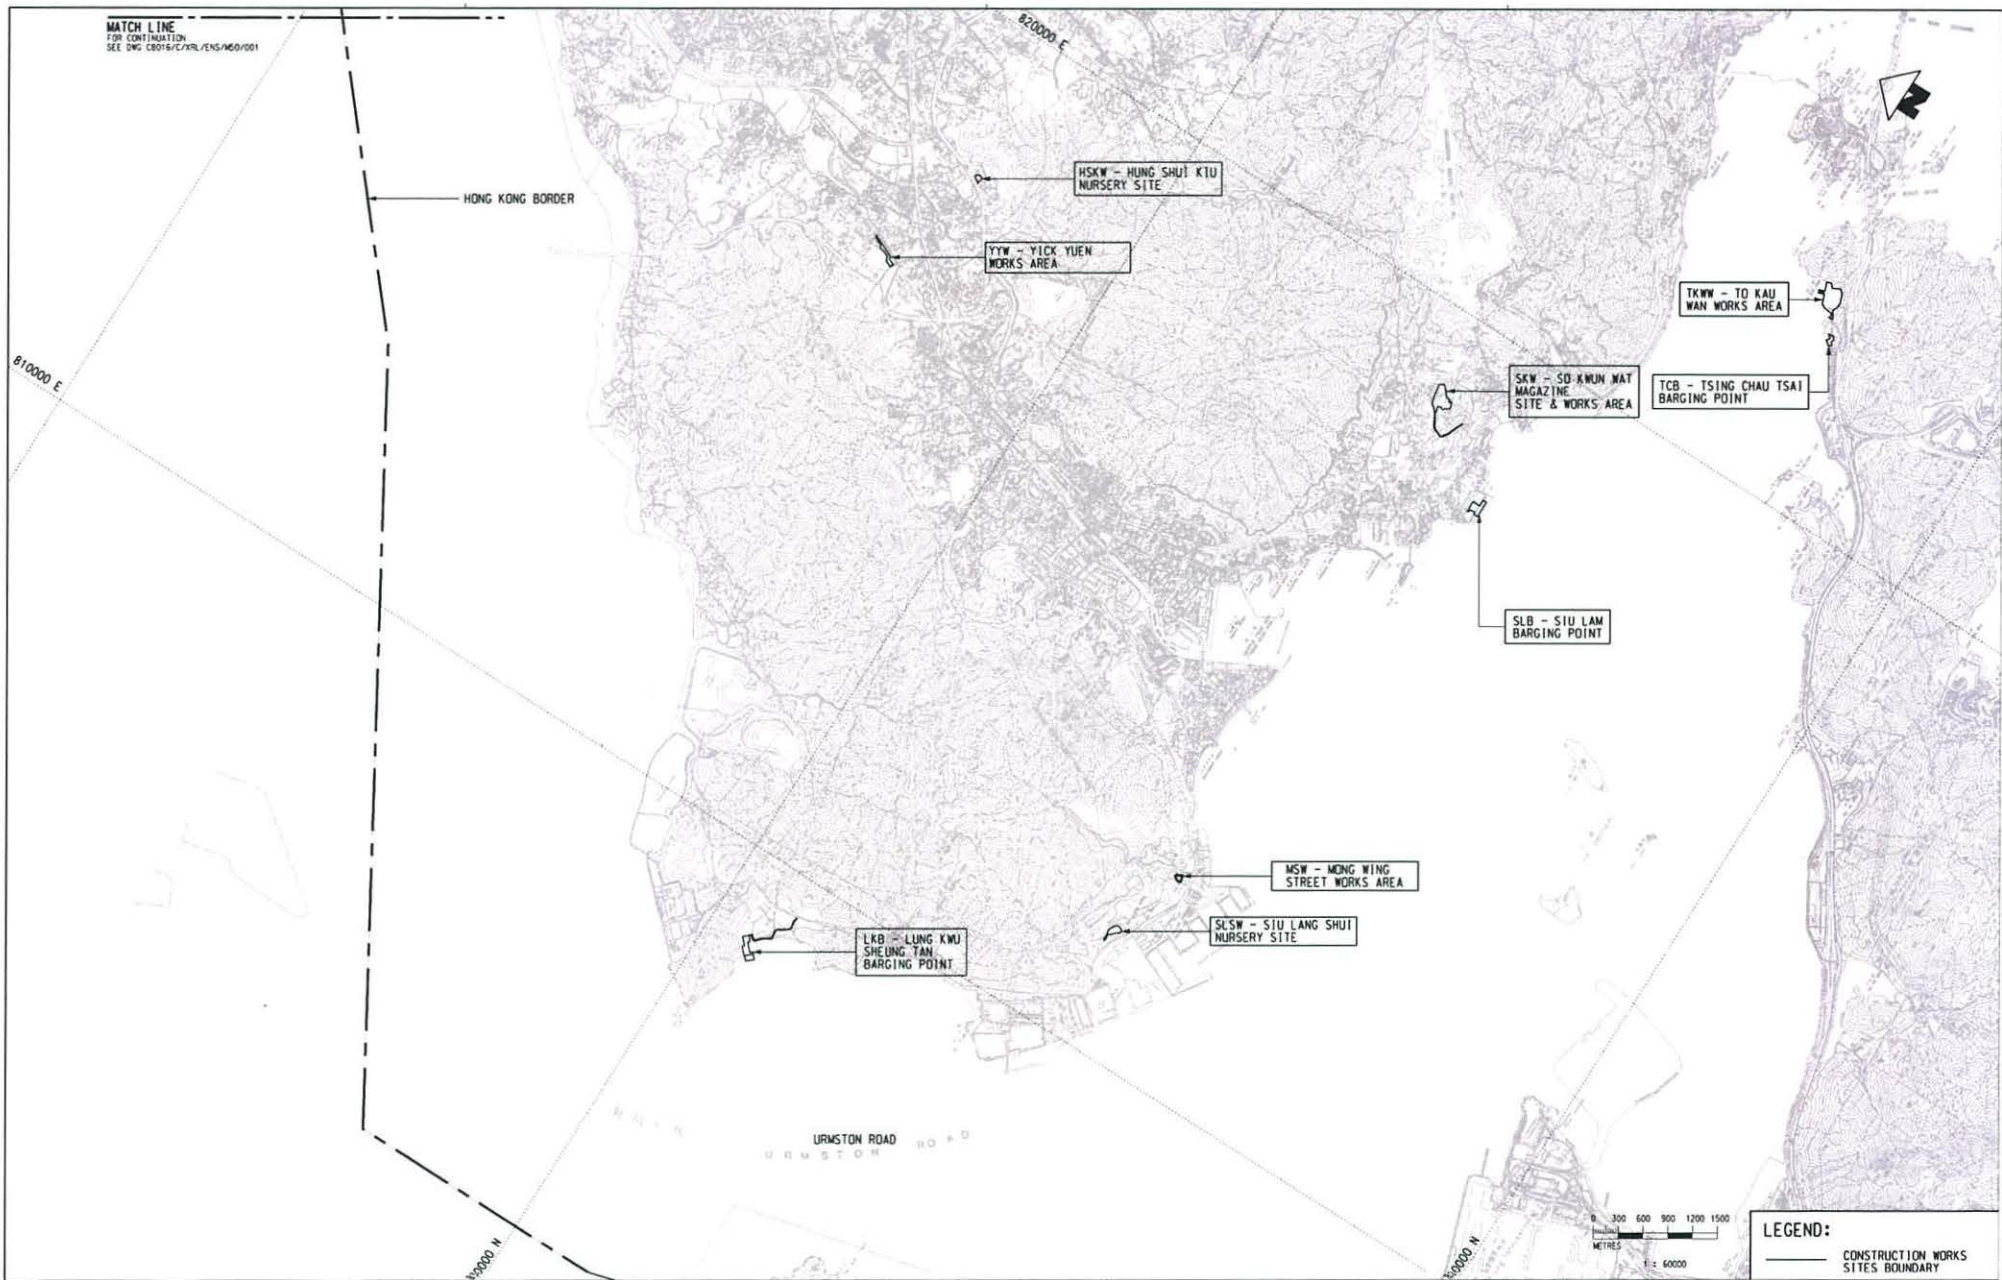 MATCH LINE
FOR CONTINUATION
SEE DWG C8016/C/XRL/ENS/M50/001
820000 E
HONG KONG BORDER
HSKW - HUNG SHUI KIU
NURSERY SITE
YYW - YICK YUEN
WORKS AREA
TKWW - TO KAU
WAN WORKS AREA
810000 E
SKW - SO KWUN WAT
MAGAZINE
SITE & WORKS AREA
TCB - TSING CHAU TSAI
BARGING POINT
SLB - SIU LAM
BARGING POINT
MSW - MONG WING
STREET WORKS AREA
SLSW - SIU LANG SHUI
NURSERY SITE
LKB - LUNG KWU
SHEUNG TAN
BARGING POINT
URMSTON ROAD
URMSTON ROAD
0 300 600 900 1200 1500
METRES
1 : 60000
LEGEND:
CONSTRUCTION WORKS
SITES BOUNDARY